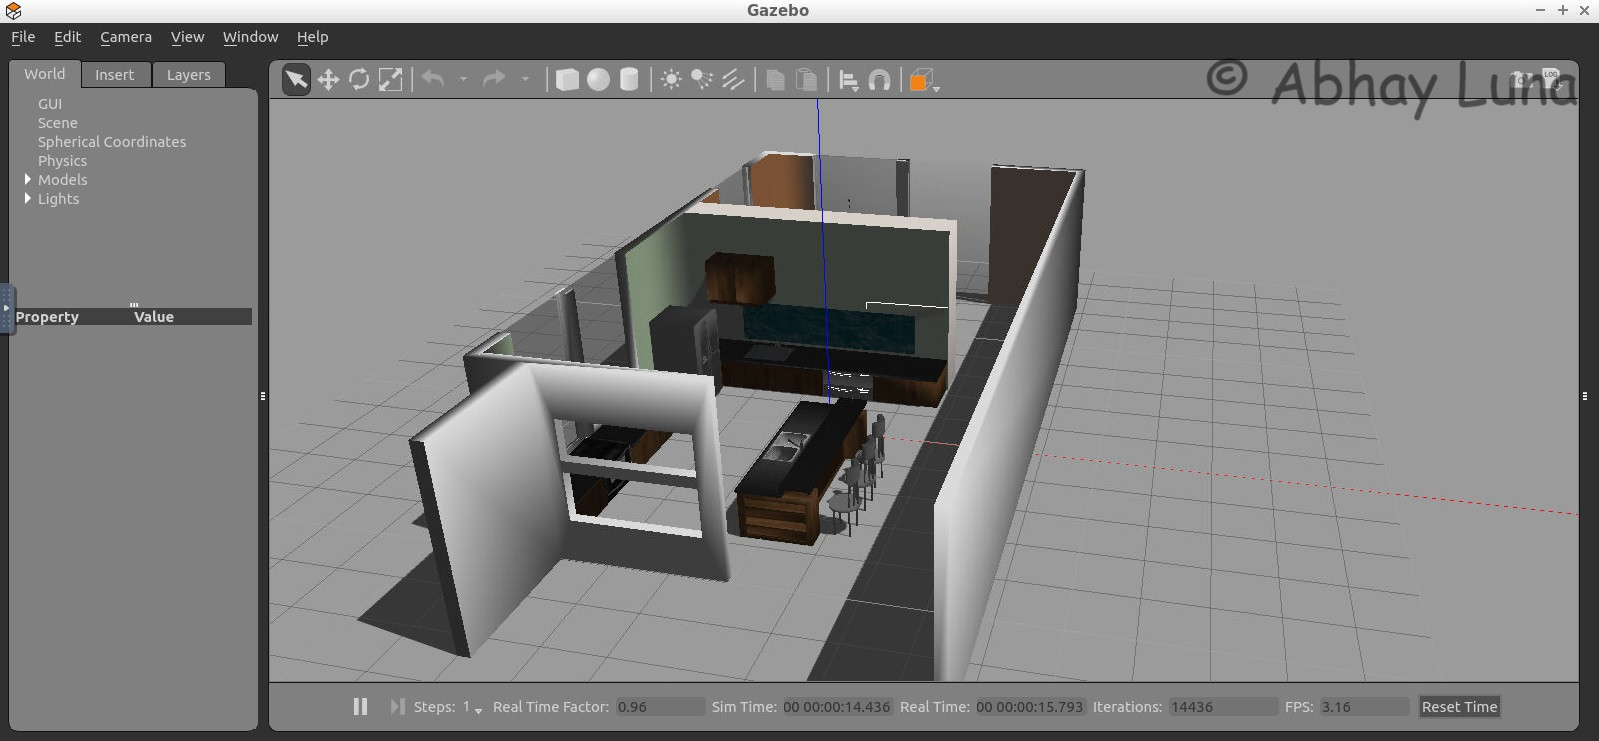 Gazebo
File Edit Camera View Window Help
World Insert Layers
© Abhay Luna
LOG
GUI
Scene
Spherical Coordinates
Physics
Models
Lights
Property Value
Steps: 1 Real Time Factor: 0.96 Sim Time: 00 00:00:14.436 Real Time: 00 00:00:15.793 Iterations: 14436 FPS: 3.16 Reset Time